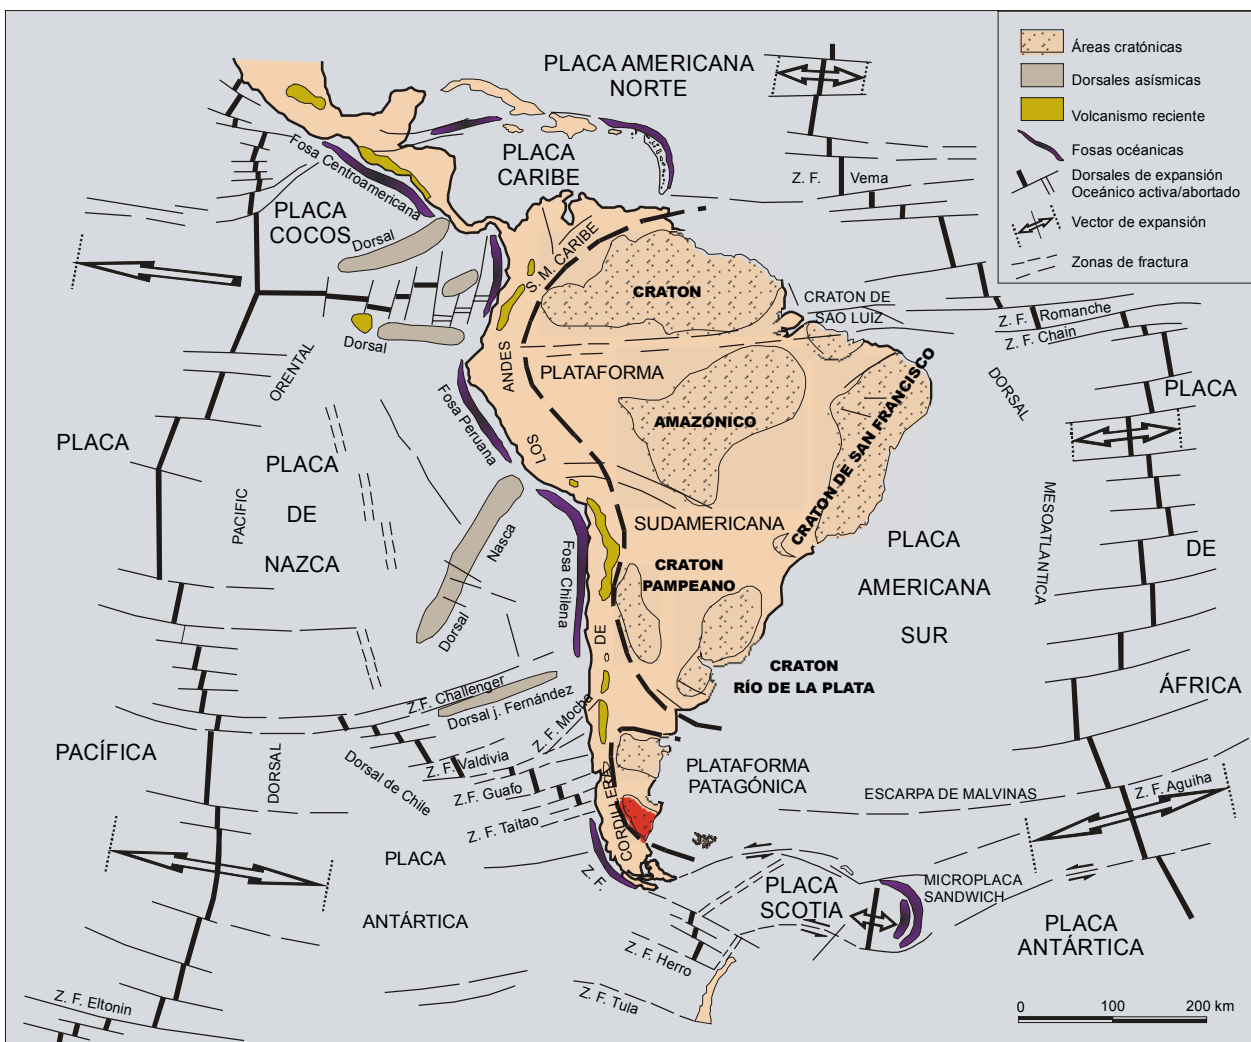 PLACA AMERICANA
NORTE
Áreas cratónicas
Dorsales asísmicas
Volcanismo reciente
Fosas océanicas
Dorsales de expansión
Oceánico activa/abortado
Vector de expansión
Zonas de fractura
Fosa Centroamericana
PLACA
CARIBE
Z. F. Vema
PLACA
COCOS
Dorsal
S. M. CARIBE
CRATON
CRATON DE
SAO LUIZ
Z. F. Romanche
Z. F. Chain
Dorsal
ORENTAL
ANDES
PLATAFORMA
DORSAL
PLACA
Fosa Peruana
AMAZÓNICO
CRATON DE SAN FRANCISCO
PLACA
LOS
PLACA
DE
NAZCA
PACIFIC
Nasca
Dorsal
Fosa Chilena
SUDAMERICANA
MESOATLANTICA
CRATON
PAMPEANO
PLACA
AMERICANA
SUR
DE
DE
CRATON
RÍO DE LA PLATA
ÁFRICA
Z.F. Challenger
Dorsal j. Fernández
Z. F. Mocha
PACÍFICA
DORSAL
Dorsal de Chile
Z. F. Valdivia
Z.F. Guafo
Z. F. Taitao
CORDILLERA
PLATAFORMA
PATAGÓNICA
ESCARPA DE MALVINAS
Z. F. Aguiha
PLACA
ANTÁRTICA
Z. F.
PLACA
SCOTIA
MICROPLACA
SANDWICH
PLACA
ANTÁRTICA
Z. F. Herro
Z. F. Tula
Z. F. Eltonin
0 100 200 km